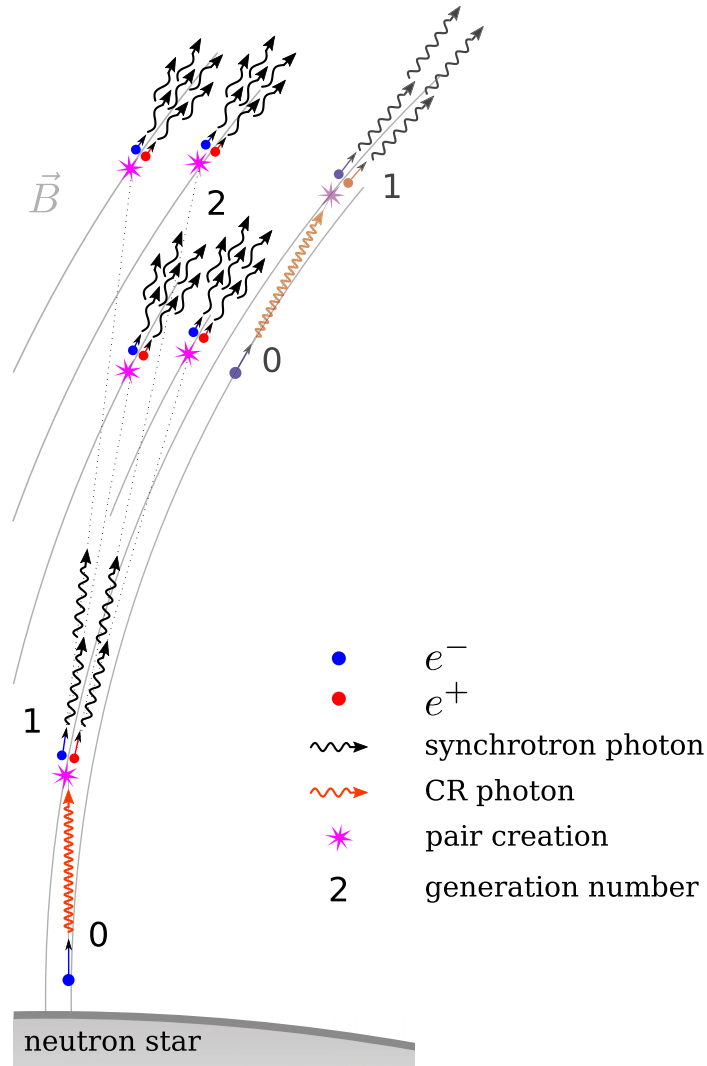 B⃗
2
1
0
1
0
e⁻
e⁺
synchrotron photon
CR photon
pair creation
2 generation number
neutron star